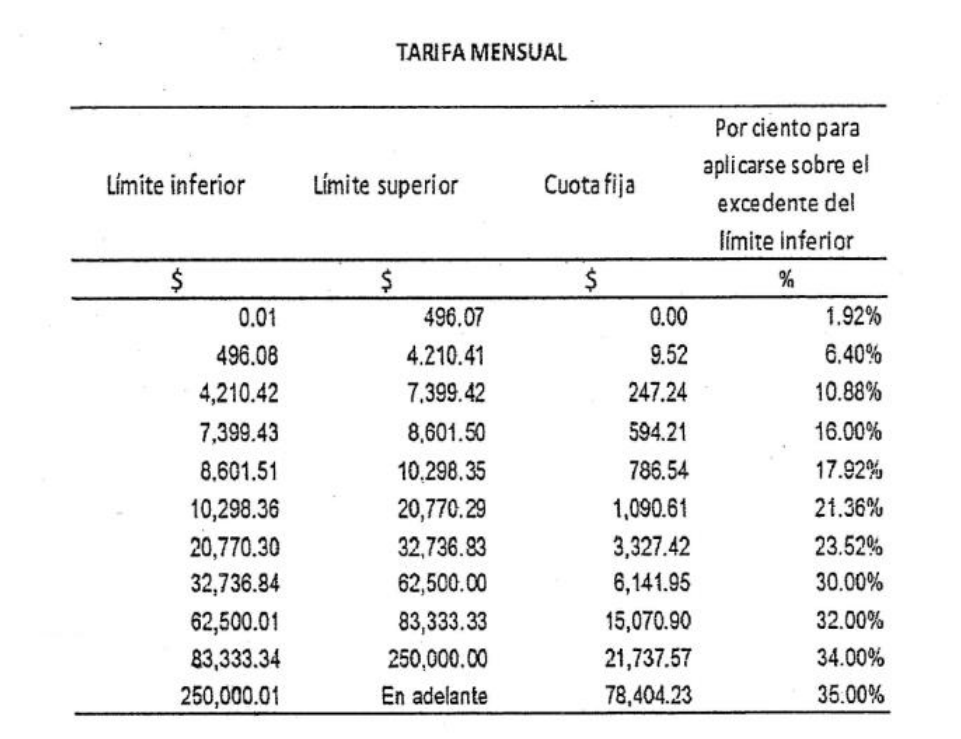 TARIFA MENSUAL
Por ciento para
aplicarse sobre el
Límite inferior Límite superior Cuota fija
excedente del
límite inferior
$ $ $ %
0.01 496.07 0.00 1.92%
496.08 4.210.41 9.52 6.40%
4,210.42 7,399.42 247.24 10.88%
7,399.43 8,601.50 594.21 16.00%
8,601.51 10,298.35 786.54 17.92%
10,298.36 20,770.29 1,090.61 21.36%
20,770.30 32,736.83 3,327.42 23.52%
32,736.84 62,500.00 6,141.95 30.00%
62,500.01 83,333.33 15,070.90 32.00%
83,333.34 250,000.00 21,737.57 34.00%
250,000.01 En adelante 78,404.23 35.00%